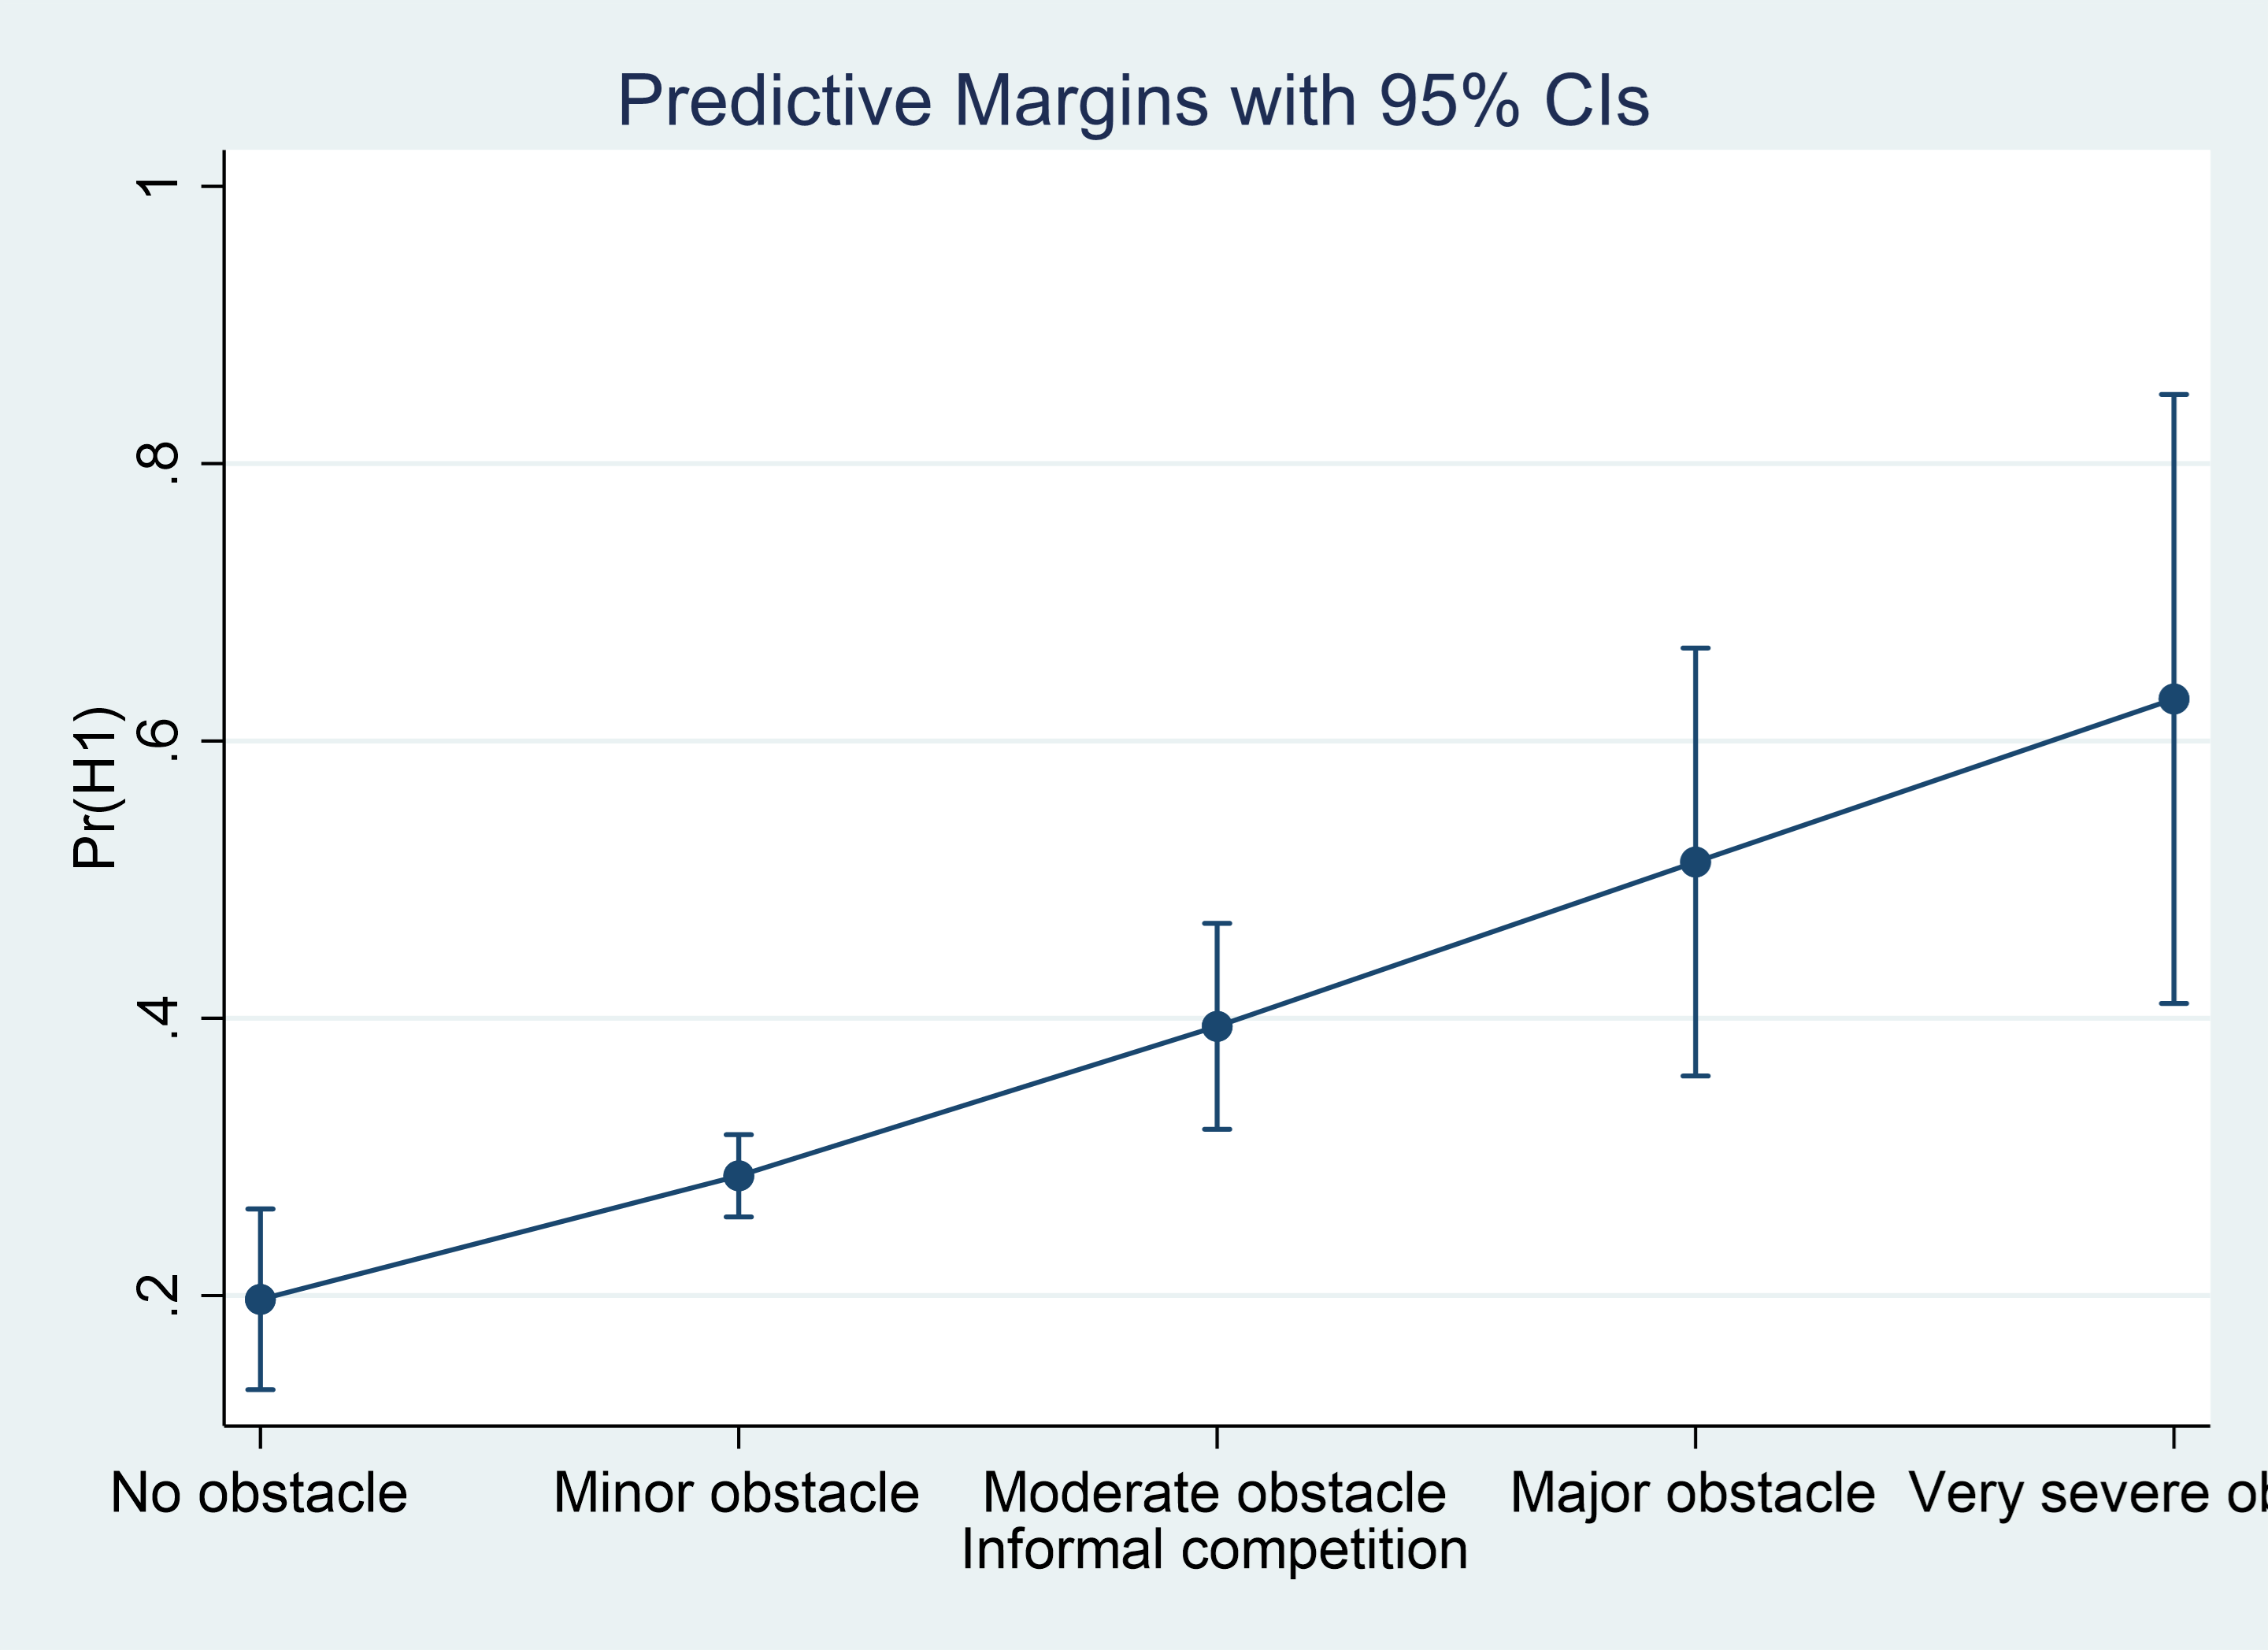 Predictive Margins with 95% CIs
1
.8
.6
.4
.2
Pr(H1)
No obstacle
Minor obstacle
Moderate obstacle
Major obstacle
Very severe ob
Informal competition